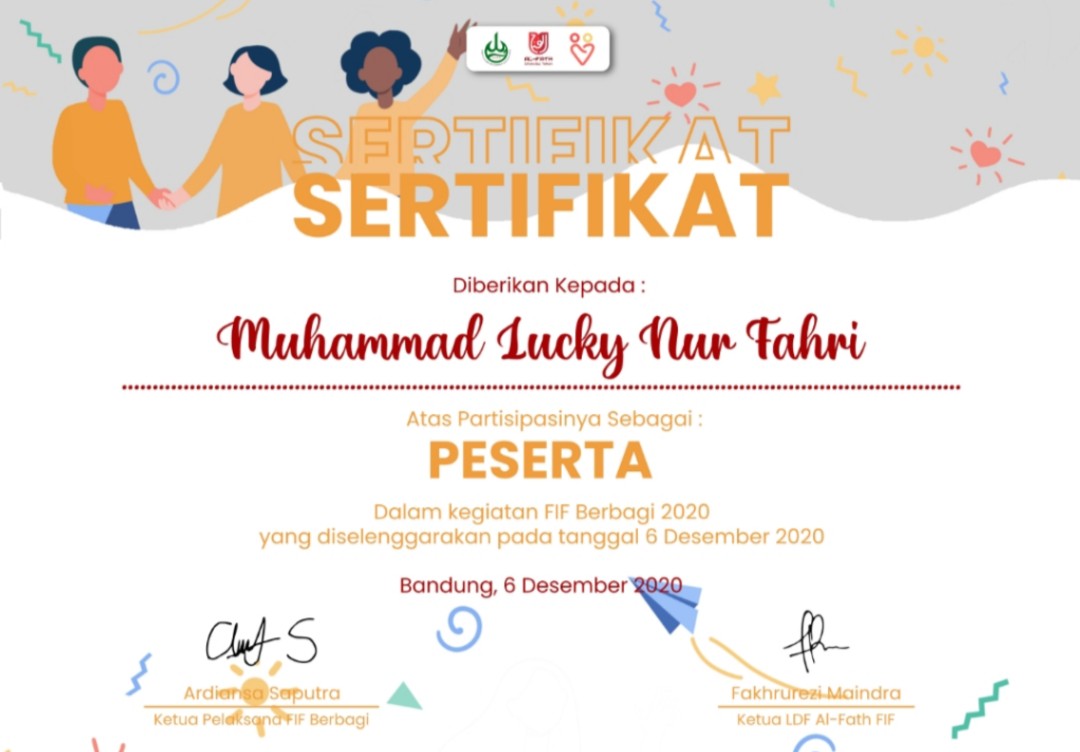 AL-FATH
SERTIFIKAT
SERTIFIKAT
Diberikan Kepada :
Muhammad Lucky Nur Fahri
Atas Partisipasinya Sebagai :
PESERTA
Dalam kegiatan FIF Berbagi 2020
yang diselenggarakan pada tanggal 6 Desember 2020
Bandung, 6 Desember 2020
Ardiansa Saputra
Ketua Pelaksana FIF Berbagi
Fakhrurezi Maindra
Ketua LDF Al-Fath FIF